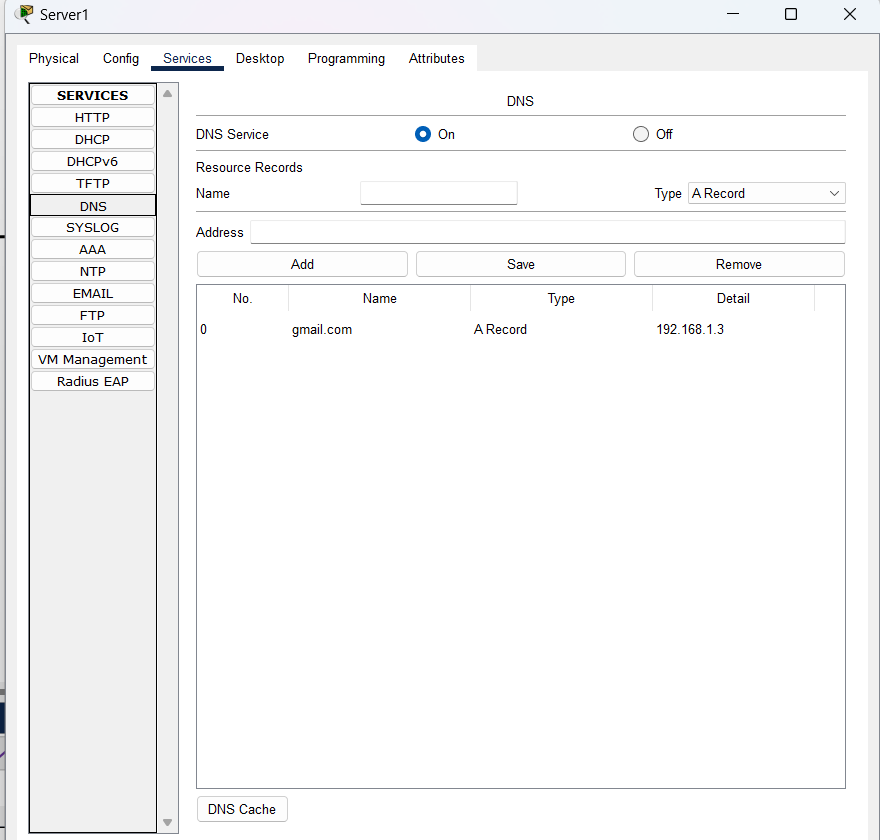 Server1
Physical Config Services Desktop Programming Attributes
SERVICES
HTTP
DHCP
DHCPv6
TFTP
DNS
SYSLOG
AAA
NTP
EMAIL
FTP
IoT
VM Management
Radius EAP
DNS
DNS Service On Off
Resource Records
Name Type A Record
Address
Add Save Remove
No. Name Type Detail
0 gmail.com A Record 192.168.1.3
DNS Cache